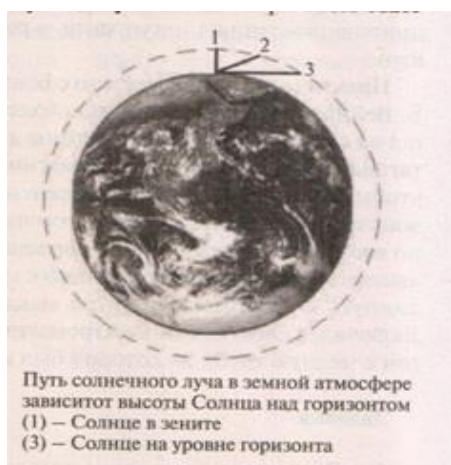 1
2
3
Путь солнечного луча в земной атмосфере
зависитот высоты Солнца над горизонтом
(1) – Солнце в зените
(3) – Солнце на уровне горизонта